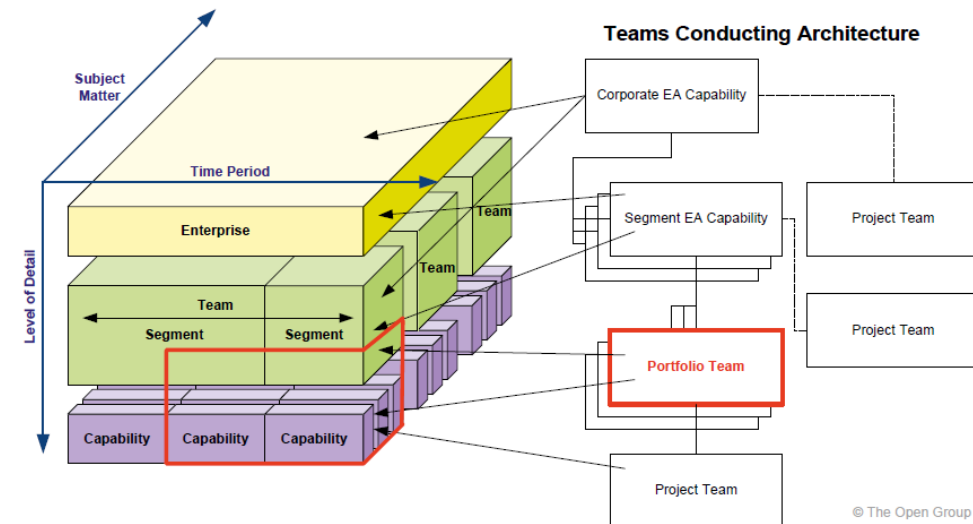 Teams Conducting Architecture
Subject
Matter
Corporate EA Capability
Time Period
Team
Segment EA Capability
Project Team
Enterprise
Team
Level of Detail
Team
Segment
Segment
Project Team
Portfolio Team
Capability
Capability
Capability
Project Team
© The Open Group